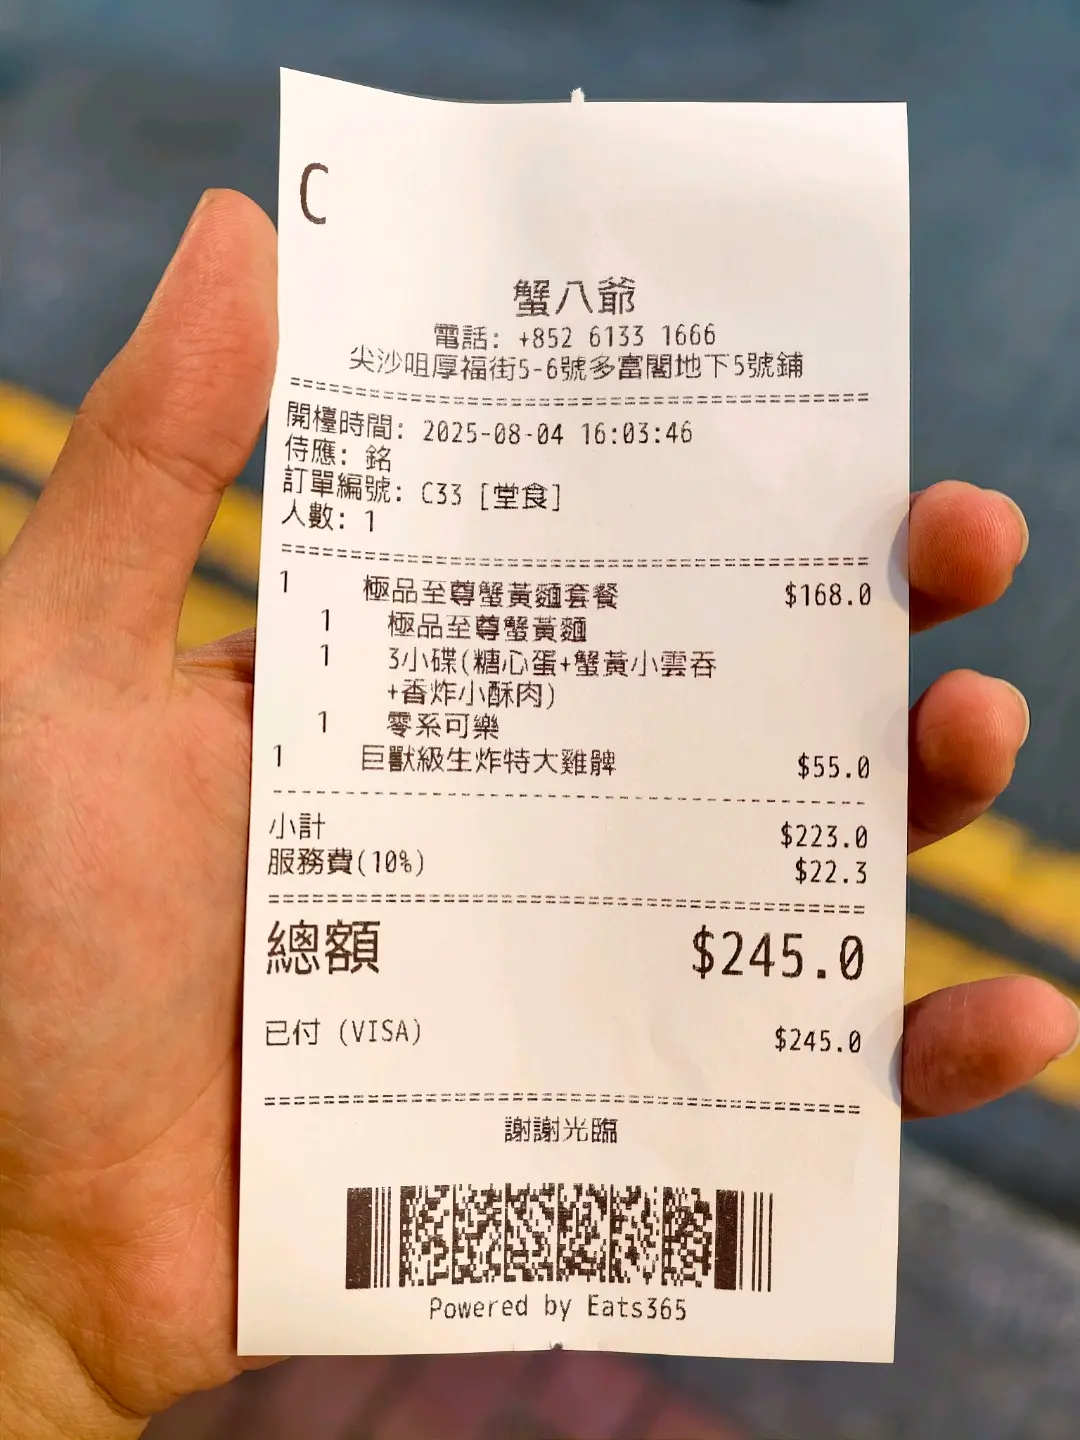 C
蟹八爺
電話: +852 6133 1666
尖沙咀厚福街5-6號多富閣地下5號鋪
開檯時間: 2025-08-04 16:03:46
侍應: 銘
訂單編號: C33 [堂食]
人數: 1
1 極品至尊蟹黃麵套餐 $168.0
1 極品至尊蟹黃麵
1 3小碟(糖心蛋+蟹黃小雲吞
+香炸小酥肉)
1 零系可樂
1 巨獸級生炸特大雞髀 $55.0
小計 $223.0
服務費(10%) $22.3
總額 $245.0
已付 (VISA) $245.0
謝謝光臨
Powered by Eats365